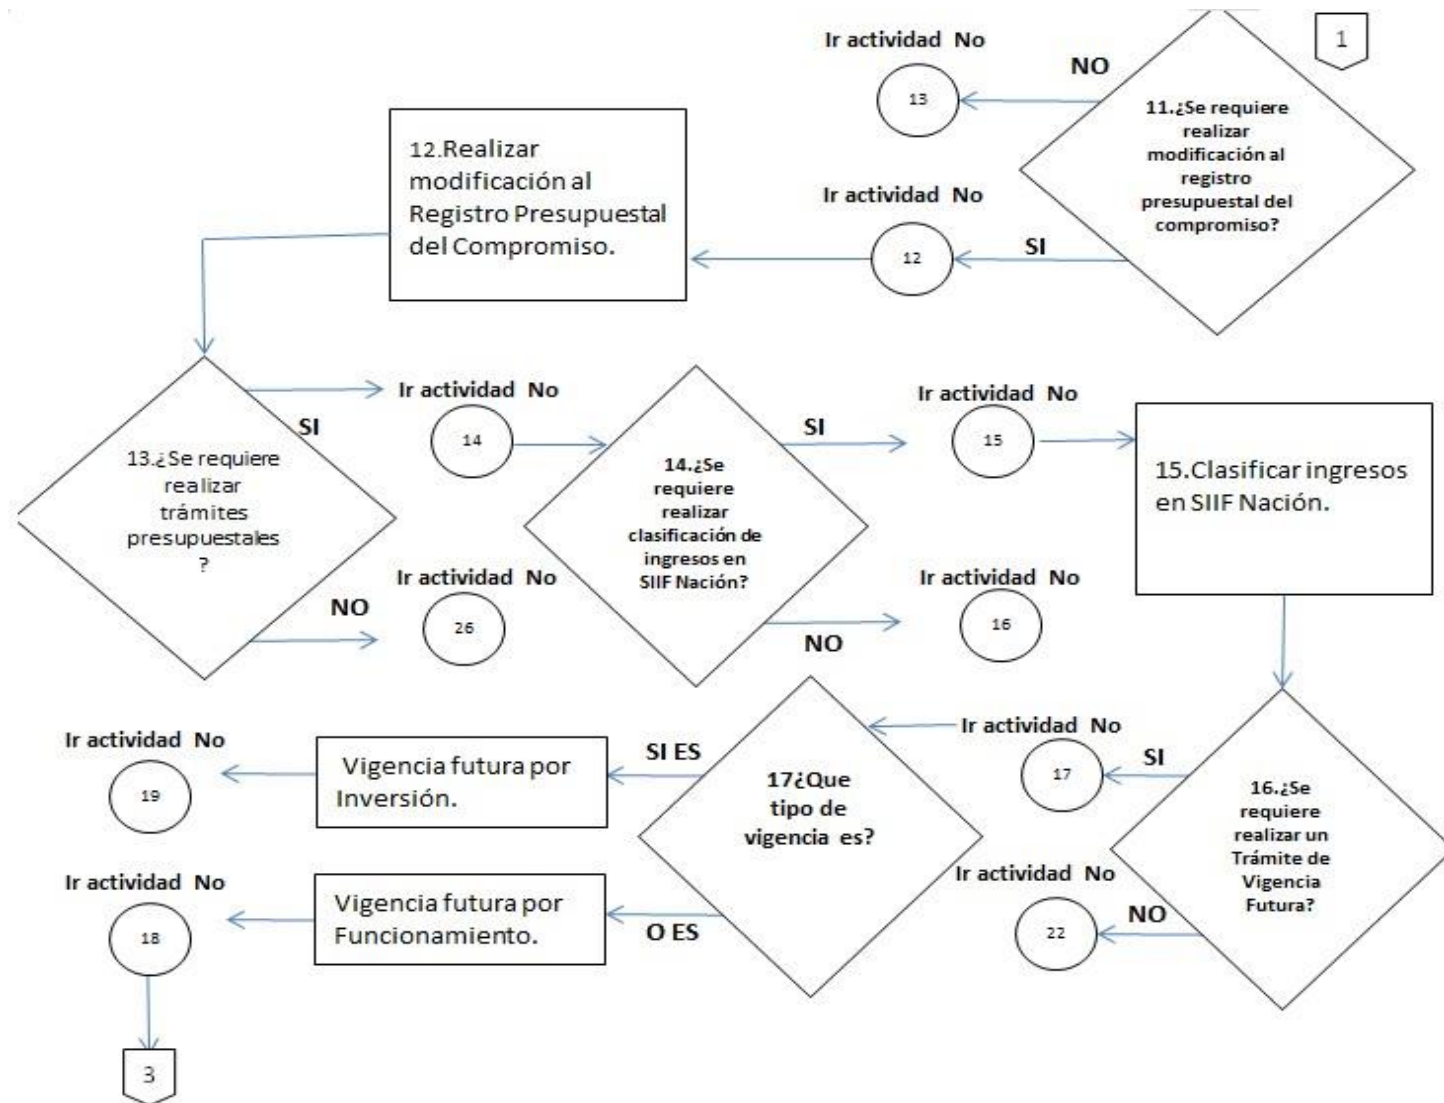 1
Ir actividad No
13
NO
11.¿Se requiere
realizar
modificación al
registro
presupuestal del
compromiso?
12.Realizar
modificación al
Registro Presupuestal
del Compromiso.
Ir actividad No
12
SI
13.¿Se requiere
realizar
trámites
presupuestales
?
SI
Ir actividad No
14
NO
Ir actividad No
26
14.¿Se
requiere
realizar
clasificación de
ingresos en
SIIF Nación?
SI
Ir actividad No
15
NO
Ir actividad No
16
15.Clasificar ingresos
en SIIF Nación.
16.¿Se
requiere
realizar un
Trámite de
Vigencia
Futura?
SI
Ir actividad No
17
NO
Ir actividad No
22
17¿Que
tipo de
vigencia es?
SI ES
Vigencia futura por
Inversión.
Ir actividad No
19
O ES
Vigencia futura por
Funcionamiento.
Ir actividad No
18
3